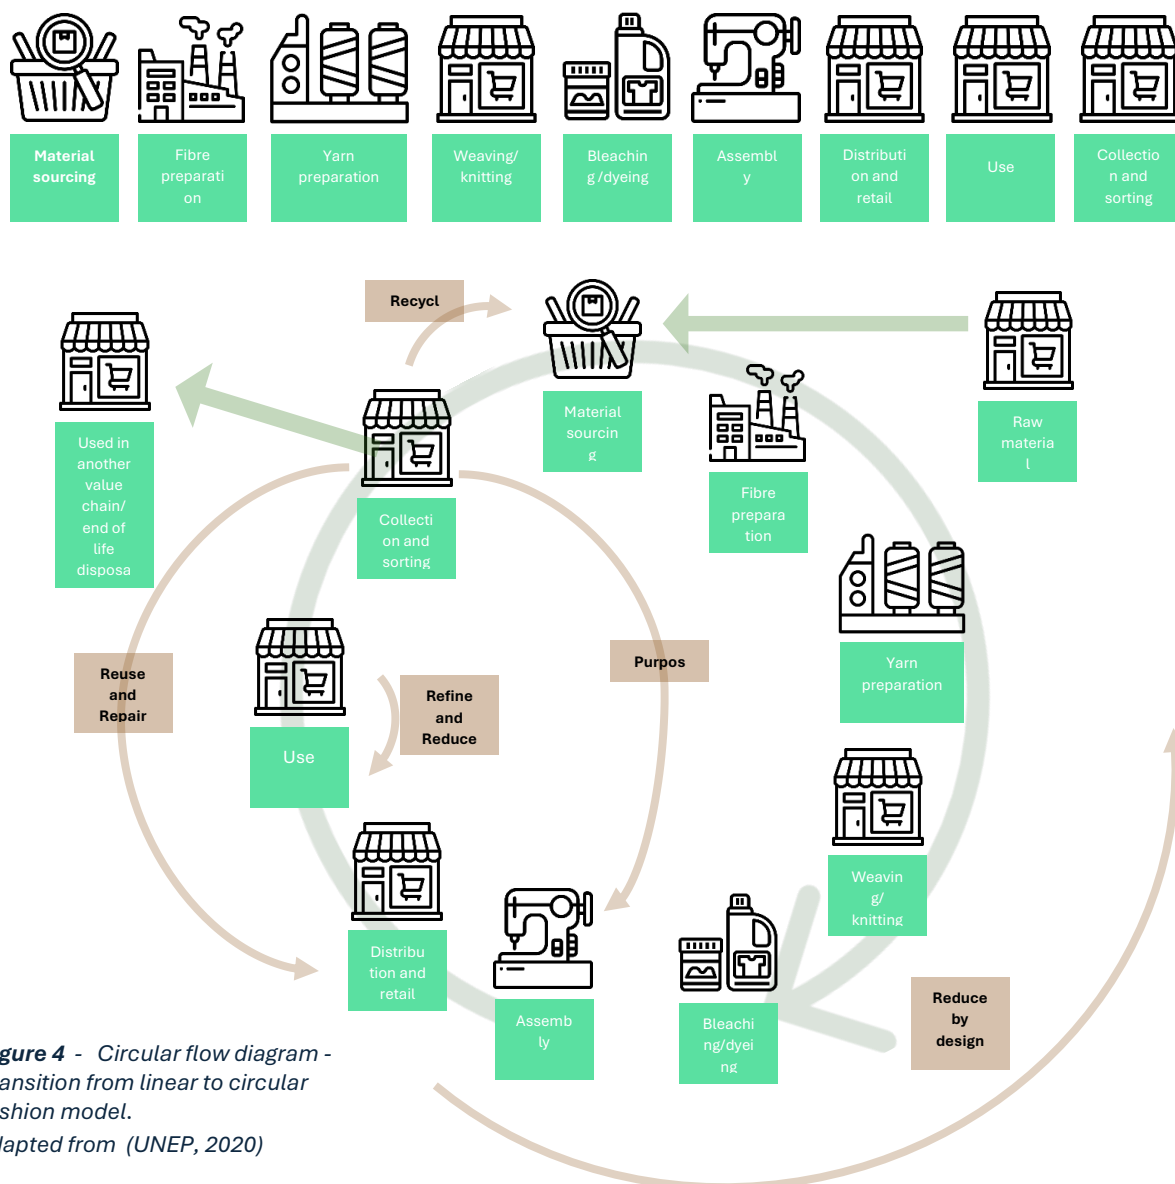 Material
sourcing
Fibre
preparati
on
Yarn
preparation
Weaving/
knitting
Bleachin
g /dyeing
Assembl
y
Distributi
on and
retail
Use
Collectio
n and
sorting
Recycl
Material
sourcin
g
Raw
materia
l
Used in
another
value
chain/
end of
life
disposa
Collecti
on and
sorting
Fibre
prepara
tion
Yarn
preparation
Reuse
and
Repair
Refine
and
Reduce
Purpos
Use
Weavin
g/
knitting
Distribu
tion and
retail
Assemb
ly
Bleachi
ng/dyei
ng
Reduce
by
design
gure 4 - Circular flow diagram -
ansition from linear to circular
shion model.
dapted from (UNEP, 2020)